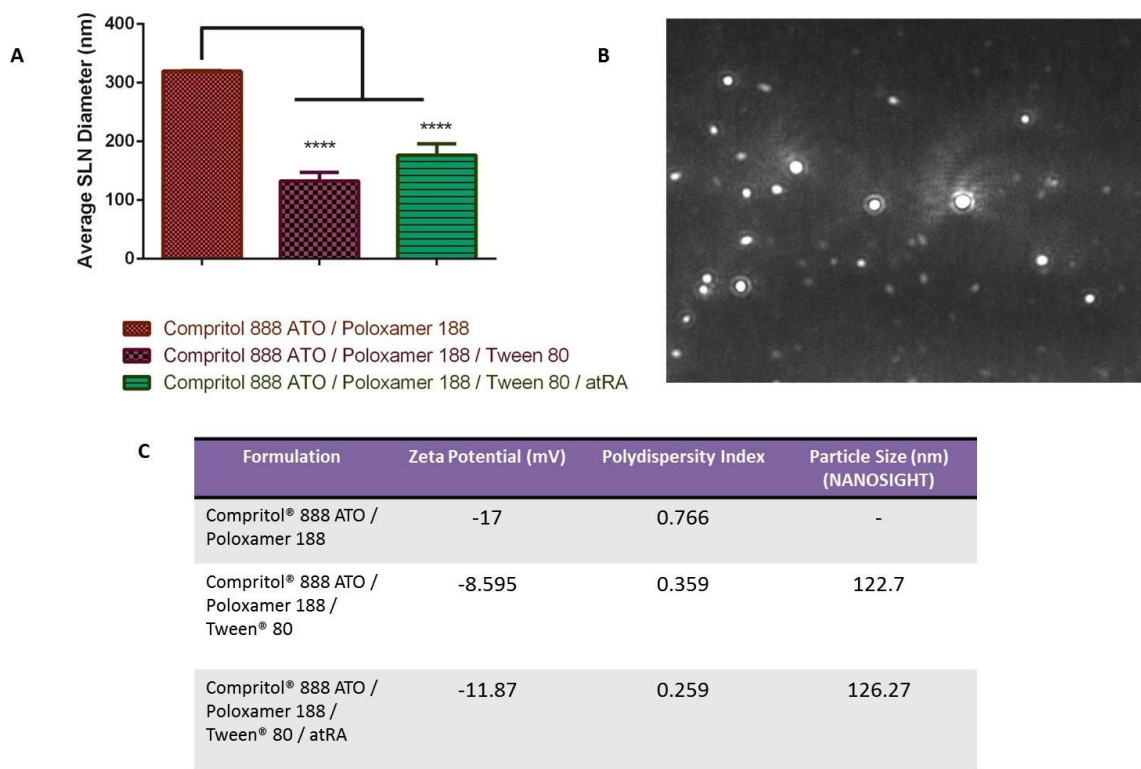 A
Average SLN Diameter (nm)
400
300
200
100
0
****
****
Compritol 888 ATO / Poloxamer 188
Compritol 888 ATO / Poloxamer 188 / Tween 80
Compritol 888 ATO / Poloxamer 188 / Tween 80 / atRA
B
C
Formulation Zeta Potential (mV) Polydispersity Index Particle Size (nm)
(NANOSIGHT)
Compritol® 888 ATO / -17 0.766 -
Poloxamer 188
Compritol® 888 ATO / -8.595 0.359 122.7
Poloxamer 188 /
Tween® 80
Compritol® 888 ATO / -11.87 0.259 126.27
Poloxamer 188 /
Tween® 80 / atRA